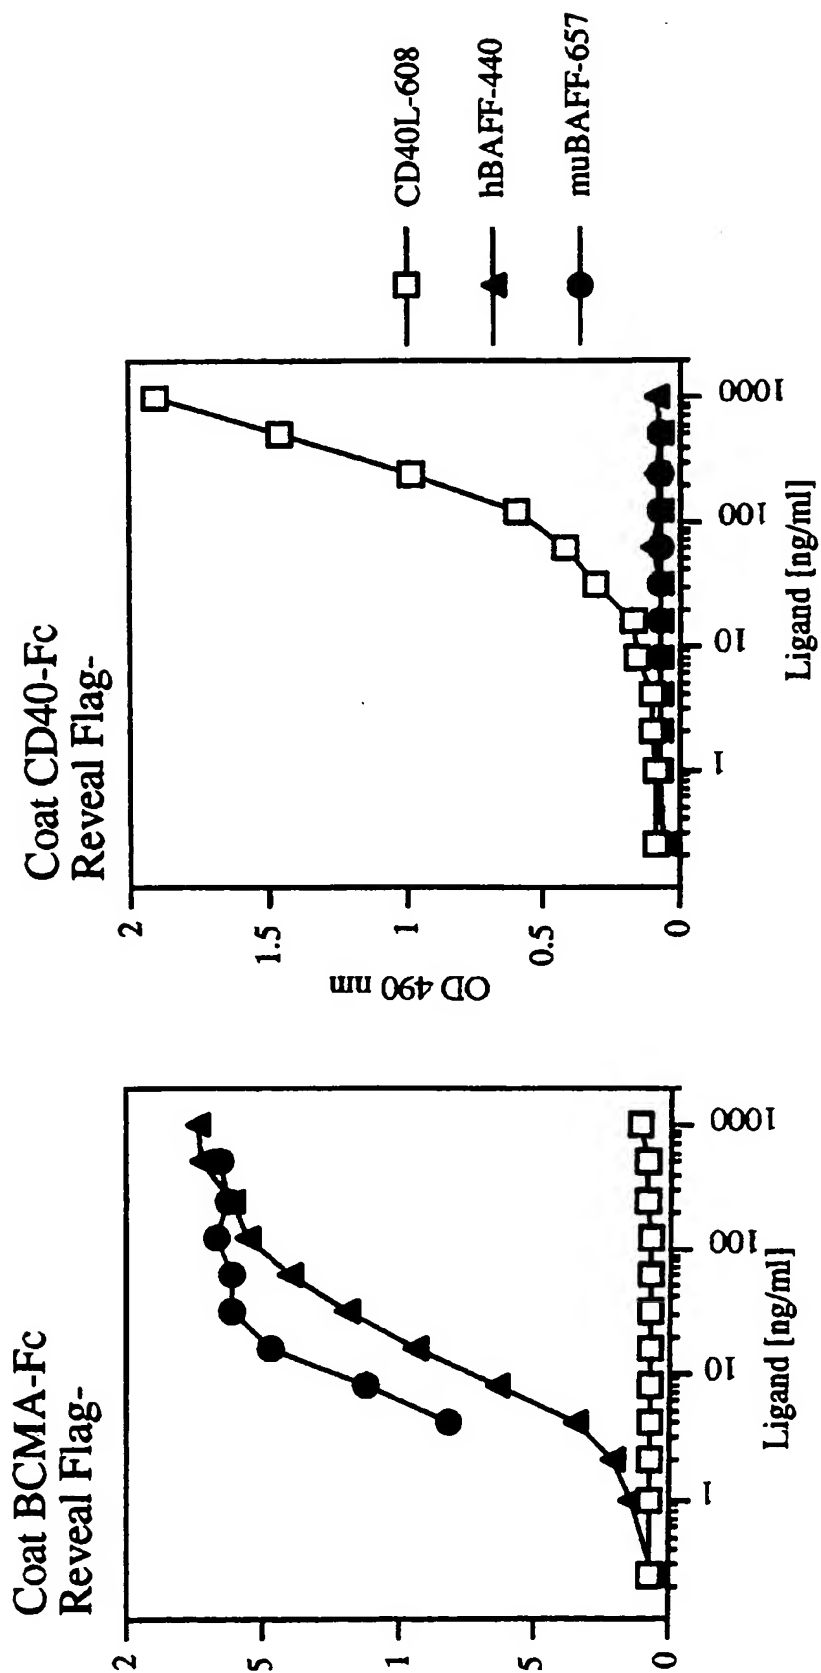 Coat BCMA-Fc
Reveal Flag-
2
5
1
5
0
1
10
100
1000
Ligand [ng/ml]
Coat CD40-Fc
Reveal Flag-
OD 490 nm
2
1.5
1
0.5
0
1
10
100
1000
Ligand [ng/ml]
CD40L-608
hBAFF-440
muBAFF-657